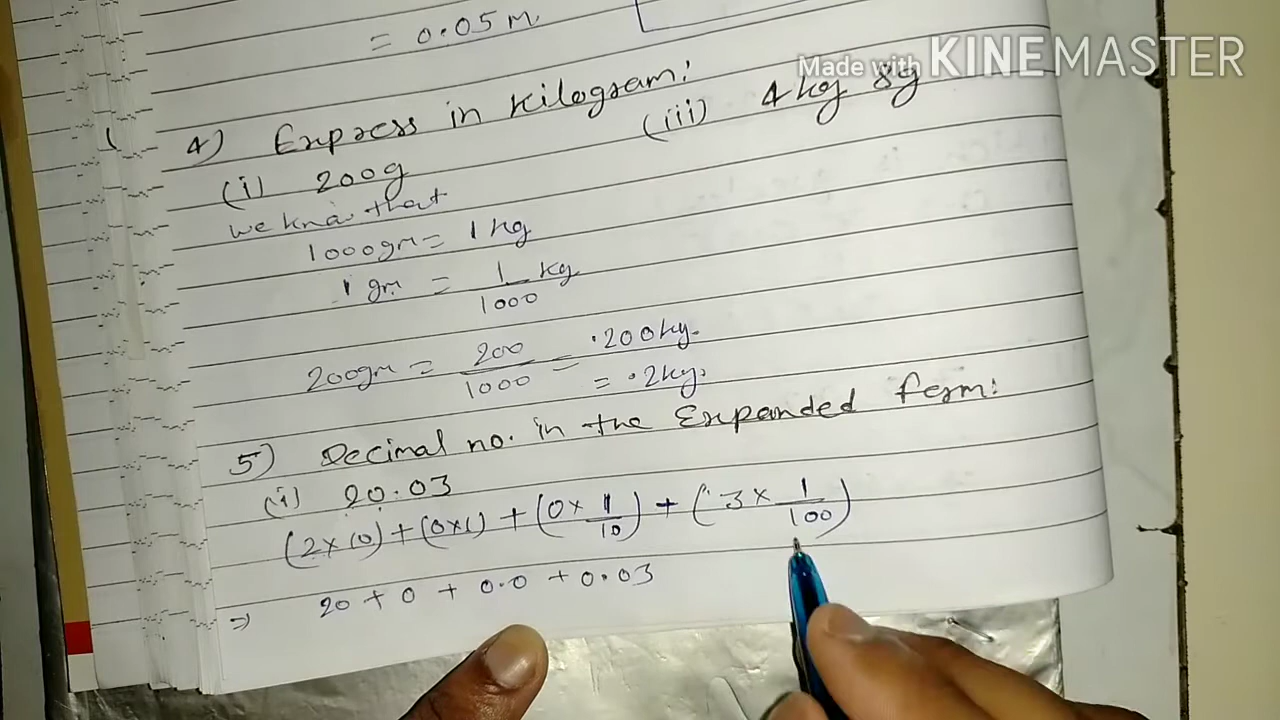 = 0.05 m
Made with KINEMASTER
4) Express in Kilogram:
(i) 200g (iii) 4 kg 8g
we know that
1000gm = 1 kg
1 gm = 1/1000 kg
200gm = 200/1000 = .200kg.
= .2kg.
5) Decimal no. in the Expanded form:
(i) 20.03
(2×10)+(0×1)+(0×1/10)+(3×1/100)
⇒ 20 + 0 + 0.0 + 0.03